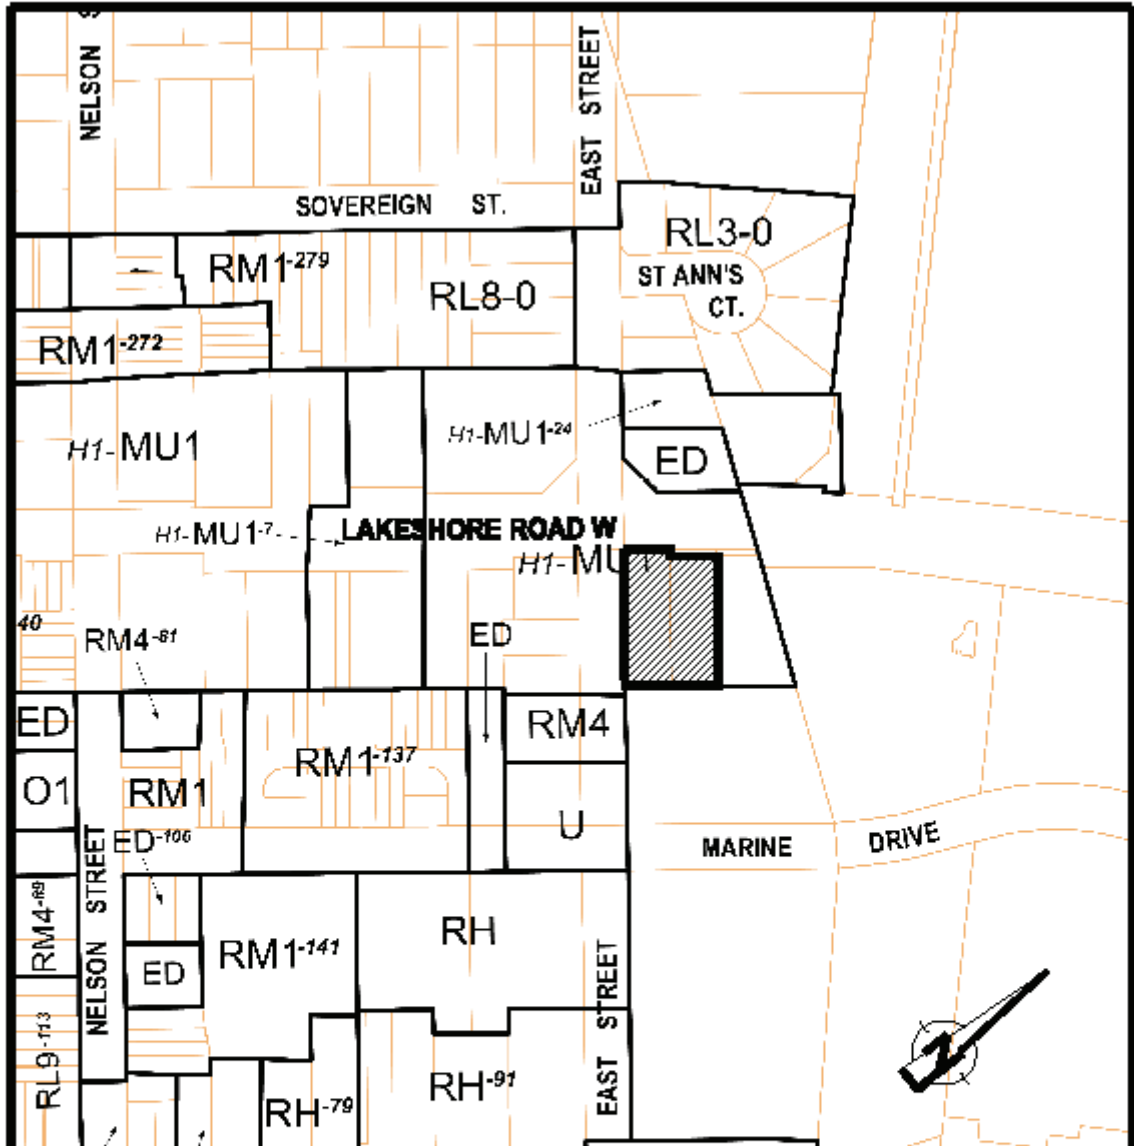 NELSON S
EAST STREET
SOVEREIGN ST.
RL3-0
ST ANN'S
CT.
RM1-279
RL8-0
RM1-272
H1-MU1
H1-MU1-24
ED
H1-MU1-7
LAKESHORE ROAD W
H1-MU1
40
RM4-81
ED
ED
RM4
RM1-137
O1
RM1
U
ED-106
MARINE DRIVE
NELSON STREET
RM4-89
RH
RM1-141
ED
EAST STREET
RL9-113
RH-91
RH-79
N